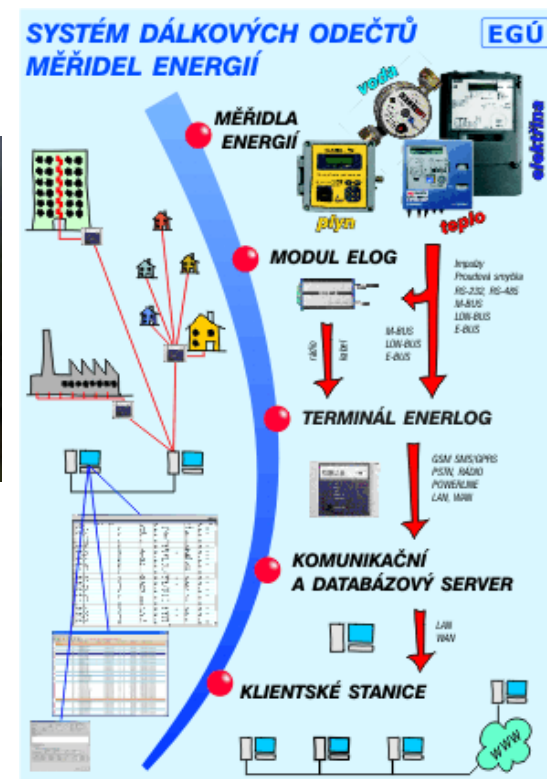 SYSTÉM DÁLKOVÝCH ODEČTŮ
MĚŘIDEL ENERGIÍ
EGÚ
voda
elektřina
MĚŘIDLA
ENERGIÍ
plyn
teplo
MODUL ELOG
Impulsy
Proudová smyčka
RS-232, RS-485
M-BUS
LON-BUS
E-BUS
rádio
kabel
M-BUS
LON-BUS
E-BUS
TERMINÁL ENERLOG
GSM SMS/GPRS
PSTN, RÁDIO
POWERLINE
LAN, WAN
KOMUNIKAČNÍ
A DATABÁZOVÝ SERVER
LAN
WAN
KLIENTSKÉ STANICE
WWW